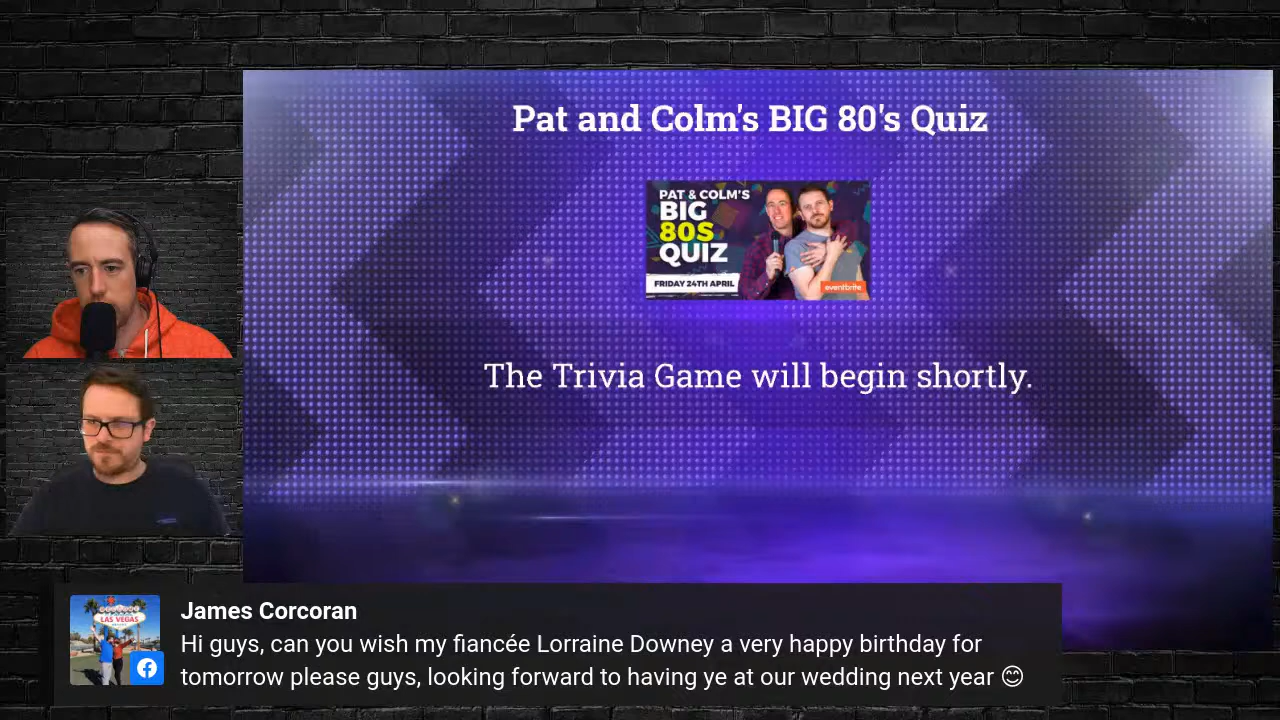 Pat and Colm's BIG 80's Quiz
PAT & COLM'S
BIG
80S
QUIZ
FRIDAY 24TH APRIL
eventbrite
The Trivia Game will begin shortly.
LAS VEGAS
James Corcoran
Hi guys, can you wish my fiancée Lorraine Downey a very happy birthday for
tomorrow please guys, looking forward to having ye at our wedding next year 😊